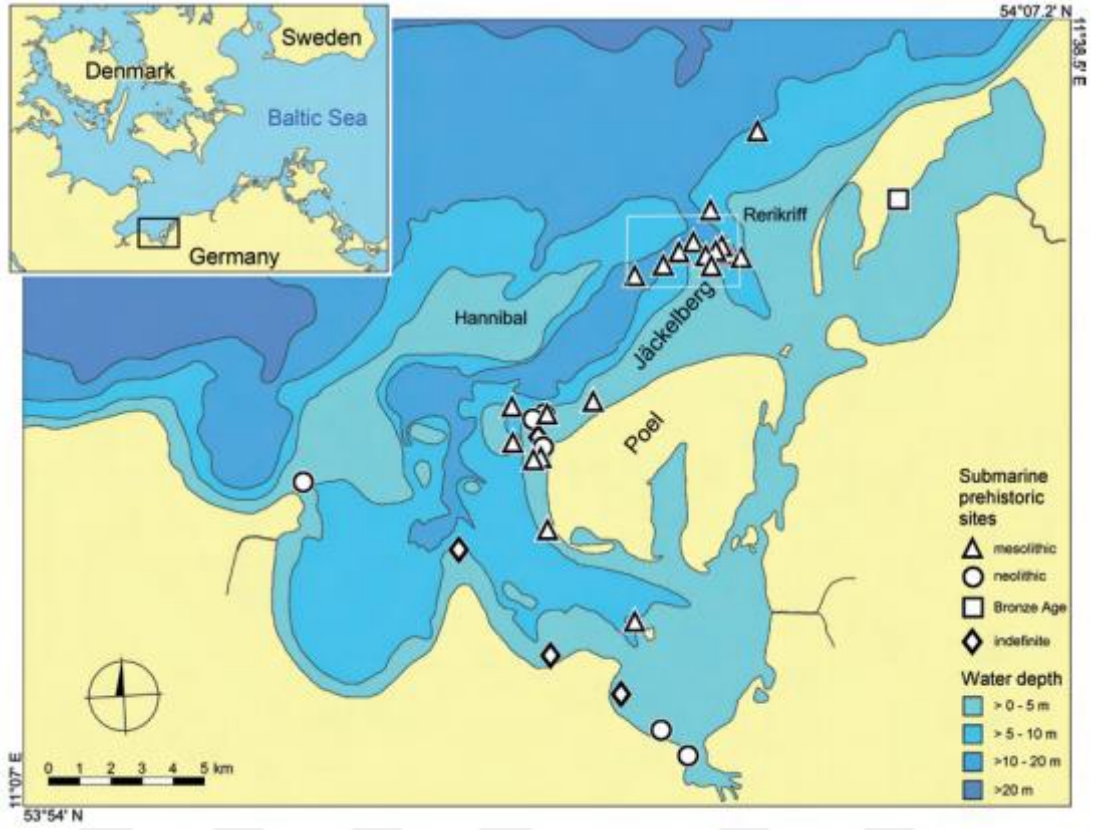 54°07.2' N
11°38.5' E
Sweden
Denmark
Baltic Sea
Germany
Rerikriff
Hannibal
Jäckelberg
Poel
Submarine
prehistoric
sites
mesolithic
neolithic
Bronze Age
indefinite
Water depth
> 0 - 5 m
> 5 - 10 m
>10 - 20 m
>20 m
0 1 2 3 4 5 km
11°07' E
53°54' N